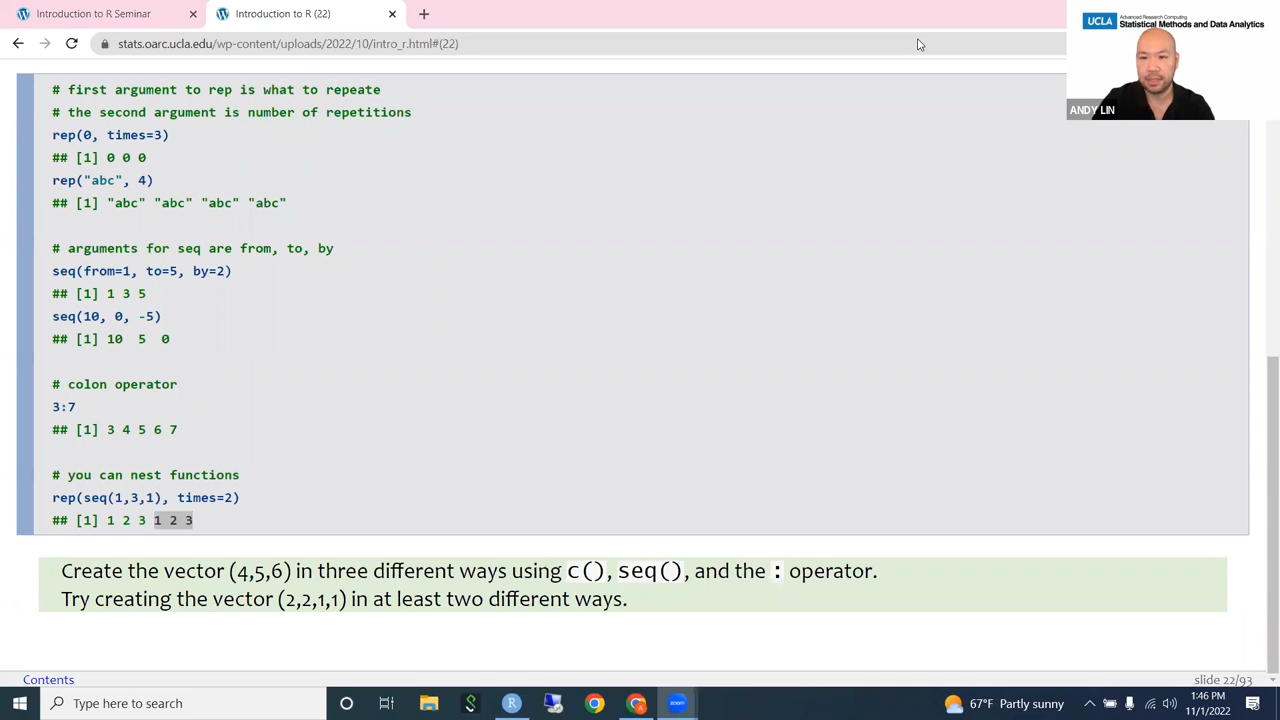 Introduction to R Seminar
Introduction to R (22)
stats.oarc.ucla.edu/wp-content/uploads/2022/10/intro_r.html#(22)
UCLA
Advanced Research Computing
Statistical Methods and Data Analytics
ANDY LIN
# first argument to rep is what to repeate
# the second argument is number of repetitions
rep(0, times=3)
## [1] 0 0 0
rep("abc", 4)
## [1] "abc" "abc" "abc" "abc"
# arguments for seq are from, to, by
seq(from=1, to=5, by=2)
## [1] 1 3 5
seq(10, 0, -5)
## [1] 10  5  0
# colon operator
3:7
## [1] 3 4 5 6 7
# you can nest functions
rep(seq(1,3,1), times=2)
## [1] 1 2 3 1 2 3
Create the vector (4,5,6) in three different ways using c(), seq(), and the : operator.
Try creating the vector (2,2,1,1) in at least two different ways.
Contents
slide 22/93
Type here to search
zoom
67°F Partly sunny
1:46 PM
11/1/2022